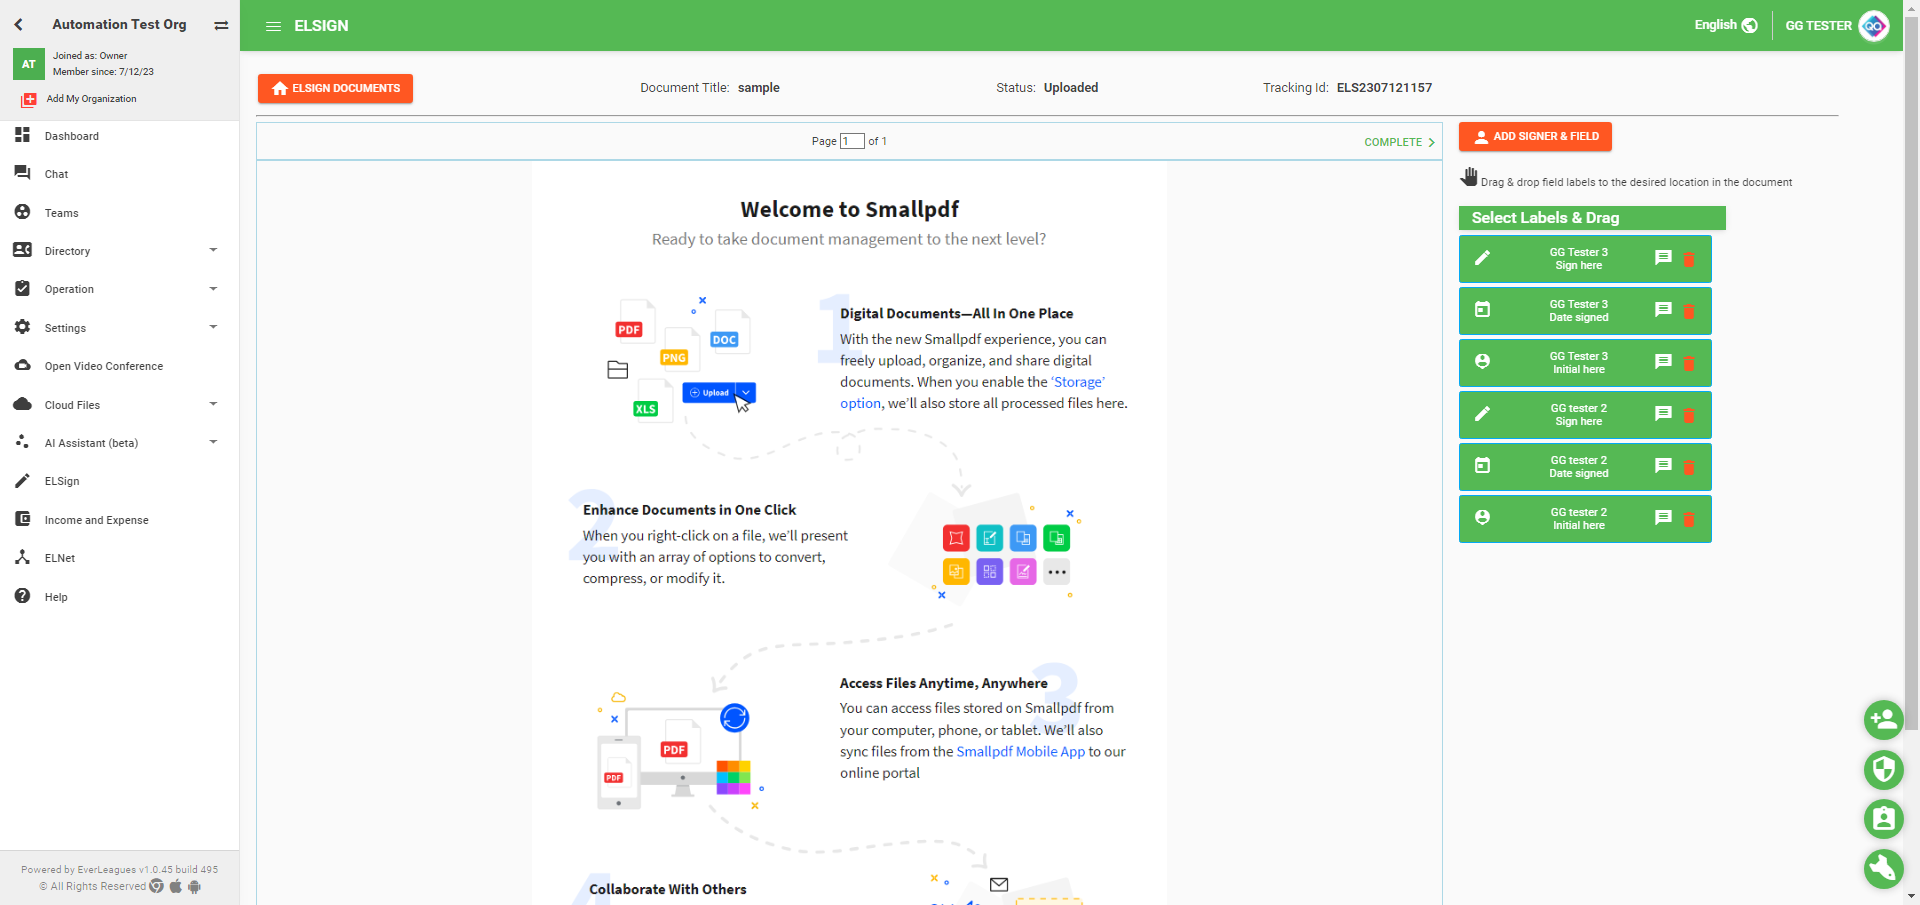 Automation Test Org
AT
Joined as: Owner
Member since: 7/12/23
Add My Organization
Dashboard
Chat
Teams
Directory
Operation
Settings
Open Video Conference
Cloud Files
AI Assistant (beta)
ELSign
Income and Expense
ELNet
Help
Powered by EverLeagues v1.0.45 build 495
© All Rights Reserved
ELSIGN
English
GG TESTER
QA
ELSIGN DOCUMENTS
Document Title: sample
Status: Uploaded
Tracking Id: ELS2307121157
Page 1 of 1
COMPLETE
Welcome to Smallpdf
Ready to take document management to the next level?
PDF
DOC
PNG
Upload
XLS
1
Digital Documents—All In One Place
With the new Smallpdf experience, you can
freely upload, organize, and share digital
documents. When you enable the ‘Storage’
option, we’ll also store all processed files here.
2
Enhance Documents in One Click
When you right-click on a file, we’ll present
you with an array of options to convert,
compress, or modify it.
3
Access Files Anytime, Anywhere
You can access files stored on Smallpdf from
your computer, phone, or tablet. We’ll also
sync files from the Smallpdf Mobile App to our
online portal
PDF
PDF
4
Collaborate With Others
ADD SIGNER & FIELD
Drag & drop field labels to the desired location in the document
Select Labels & Drag
GG Tester 3
Sign here
GG Tester 3
Date signed
GG Tester 3
Initial here
GG tester 2
Sign here
GG tester 2
Date signed
GG tester 2
Initial here